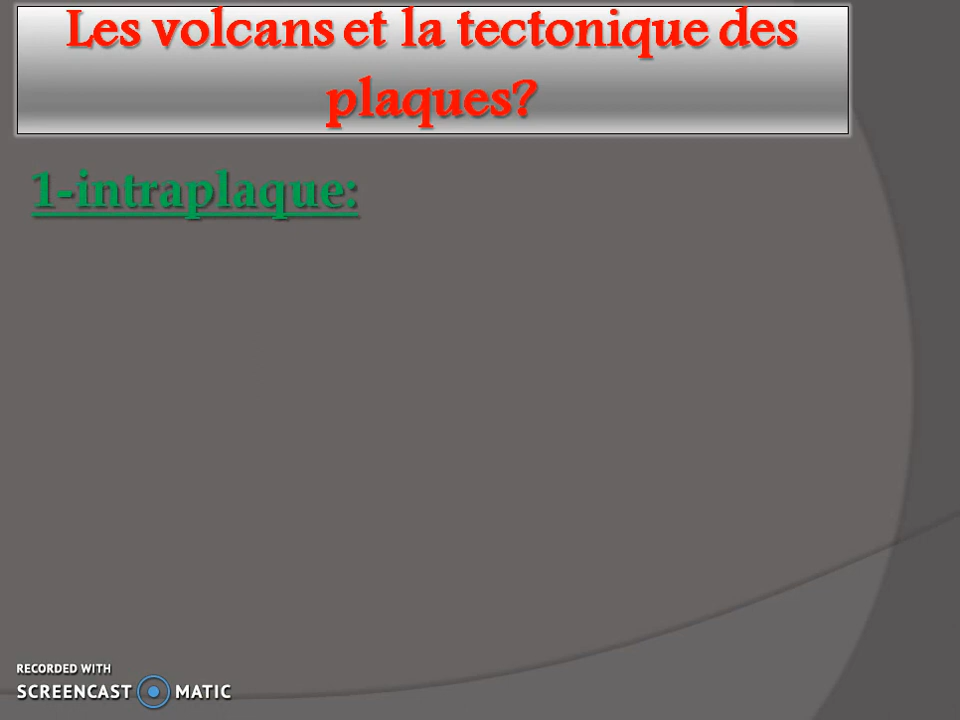 Les volcans et la tectonique des
plaques?
1-intraplaque:
RECORDED WITH
SCREENCAST MATIC